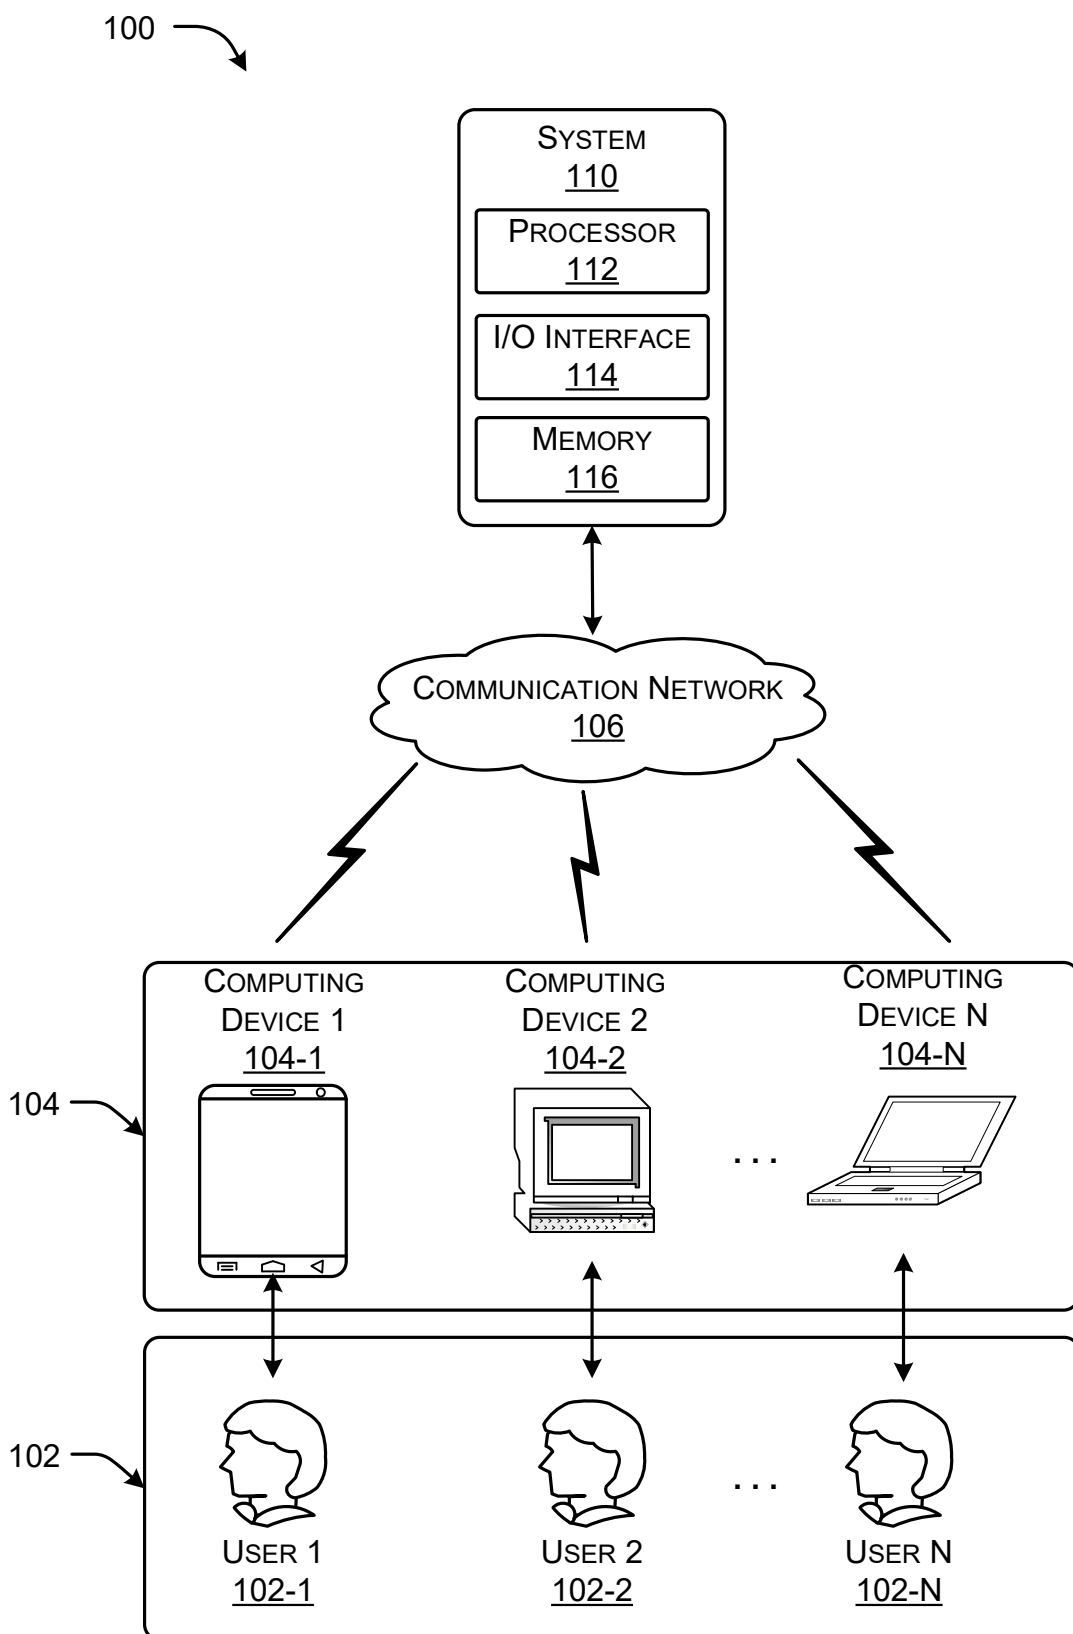 100
SYSTEM
110
PROCESSOR
112
I/O INTERFACE
114
MEMORY
116
COMMUNICATION NETWORK
106
COMPUTING
DEVICE 1
104-1
COMPUTING
DEVICE 2
104-2
COMPUTING
DEVICE N
104-N
104
. . .
102
. . .
USER 1
102-1
USER 2
102-2
USER N
102-N